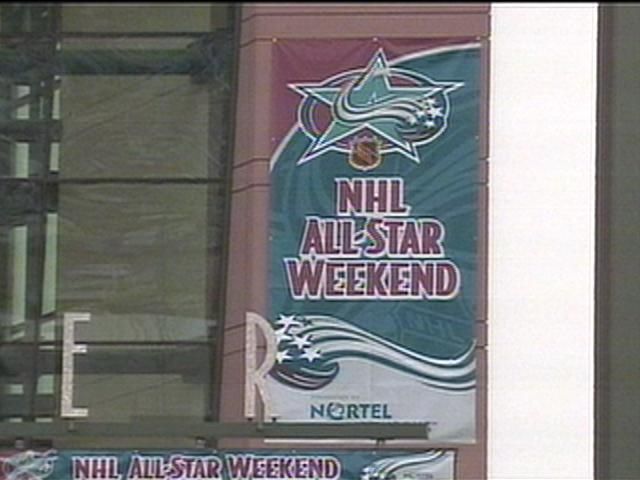 NHL
ALL-STAR
WEEKEND
E R
NORTEL
NHL ALL-STAR WEEKEND